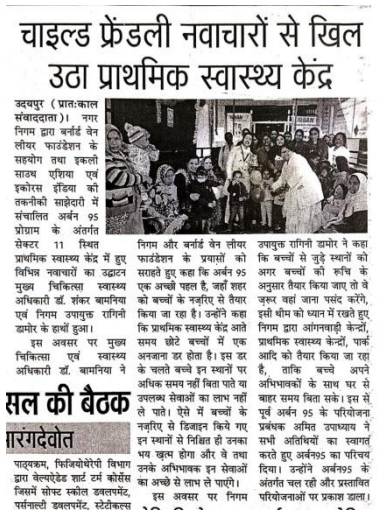 चाइल्ड फ्रेंडली नवाचारों से खिल
उठा प्राथमिक स्वास्थ्य केंद्र
उदयपुर (प्रात:काल
संवाददाता)। नगर
निगम द्वारा बर्नार्ड वेन
लीयर फाउंडेशन के
सहयोग तथा इकली
साउथ एशिया एवं
इकोरस इंडिया की
तकनीकी साझेदारी में
संचालित अर्बन 95
प्रोग्राम के अंतर्गत
सेक्टर 11 स्थित
प्राथमिक स्वास्थ्य केंद्र में हुए
विभिन्न नवाचारों का उद्घाटन
मुख्य चिकित्सा स्वास्थ्य
अधिकारी डॉ. शंकर बामनिया
एवं निगम उपायुक्त रागिनी
डामोर के हाथों हुआ।
इस अवसर पर मुख्य
चिकित्सा एवं स्वास्थ्य
अधिकारी डॉ. बामनिया ने
निगम और बर्नार्ड वेन लीयर
फाउंडेशन के प्रयासों को
सराहते हुए कहा कि अर्बन 95
एक अच्छी पहल है, जहाँ शहर
को बच्चों के नज़रिए से तैयार
किया जा रहा है। उन्होंने कहा
कि प्राथमिक स्वास्थ्य केंद्र आते
समय छोटे बच्चों में एक
अनजाना डर होता है। इस डर
के चलते बच्चे इन स्थानों पर
अधिक समय नहीं बिता पाते या
उपलब्ध सेवाओं का लाभ नहीं
ले पाते। ऐसे में बच्चों के
नज़रिए से डिजाइन किये गए
इन स्थानों से निश्चित ही उनका
भय खत्म होगा और वे तथा
उनके अभिभावक इन सेवाओं
का अच्छे से लाभ ले पाएंगे।
इस अवसर पर निगम
उपायुक्त रागिनी डामोर ने कहा
कि बच्चों से जुड़े स्थानों को
अगर बच्चों की रूचि के
अनुसार तैयार किया जाए तो वे
जरूर वहां जाना पसंद करेंगे,
इसी थीम को ध्यान में रखते हुए
निगम द्वारा आंगनवाड़ी केन्द्रों,
प्राथमिक स्वास्थ्य केन्द्रों, पार्क
आदि को तैयार किया जा रहा
है, ताकि बच्चे अपने
अभिभावकों के साथ घर से
बाहर समय बिता सके। इस से
पूर्व अर्बन 95 के परियोजना
प्रबंधक अमित उपाध्याय ने
सभी अतिथियों का स्वागत
करते हुए अर्बन95 का परिचय
दिया। उन्होंने अर्बन95 के
अंतर्गत चल रही और प्रस्तावित
परियोजनाओं पर प्रकाश डाला।
सल की बैठक
सारंगदेवोत
पाठ्यक्रम, फिजियोथेरेपी विभाग
द्वारा वेल्यूऐडेड शार्ट टर्म कोर्सेस
जिसमें सोफ्ट स्कील डवलपमेंट,
पर्सनाल्टी डवलपमेंट, स्टेटीकल्स